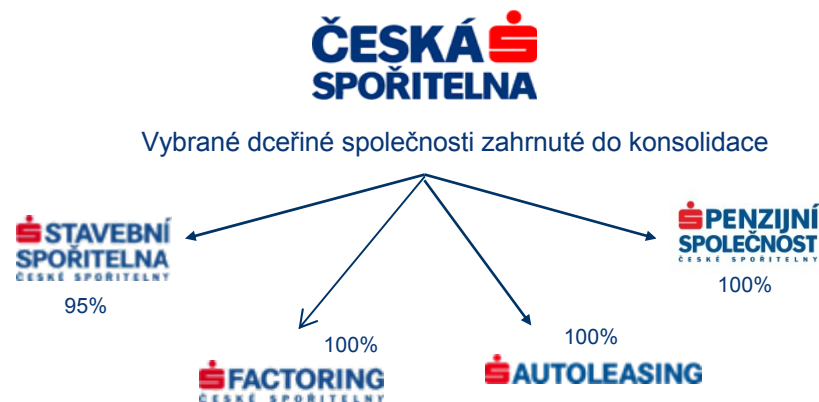 ČESKÁ
SPOŘITELNA
Vybrané dceřiné společnosti zahrnuté do konsolidace
STAVEBNÍ
SPOŘITELNA
ČESKÉ SPOŘITELNY
95%
PENZIJNÍ
SPOLEČNOST
ČESKÉ SPOŘITELNY
100%
100%
FACTORING
ČESKÉ SPOŘITELNY
100%
AUTOLEASING